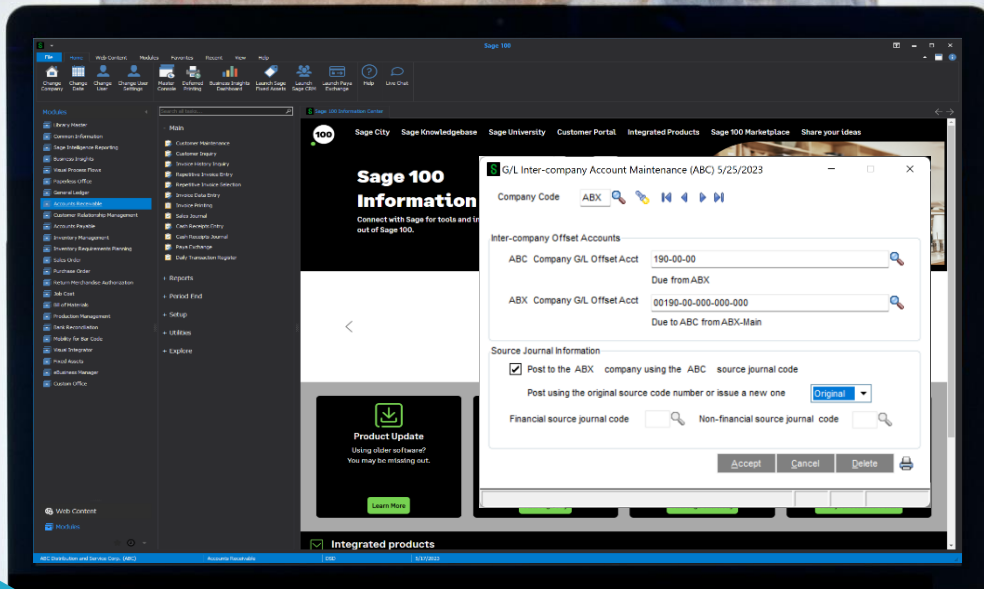 Sage 100
File Home Web Content Modules Favorites Recent View Help
Change Company
Change Date
Change User
Change User Settings
Master Console
Deferred Printing
Business Insights Dashboard
Launch Sage Fixed Assets
Launch Sage CRM
Launch Paya Exchange
Help
Live Chat
Modules
Library Master
Common Information
Sage Intelligence Reporting
Business Insights
Visual Process Flows
Paperless Office
General Ledger
Accounts Receivable
Customer Relationship Management
Accounts Payable
Inventory Management
Inventory Requirements Planning
Sales Order
Purchase Order
Return Merchandise Authorization
Job Cost
Bill of Materials
Production Management
Bank Reconciliation
Mobility for Bar Code
Visual Integrator
Fixed Assets
eBusiness Manager
Custom Office
Web Content
Modules
Search all tasks...
Main
Customer Maintenance
Customer Inquiry
Invoice History Inquiry
Repetitive Invoice Entry
Repetitive Invoice Selection
Invoice Data Entry
Invoice Printing
Sales Journal
Cash Receipts Entry
Cash Receipts Journal
Paya Exchange
Daily Transaction Register
Reports
Period End
Setup
Utilities
Explore
Sage 100 Information Center
100
Sage City Sage Knowledgebase Sage University Customer Portal Integrated Products Sage 100 Marketplace Share your ideas
Sage 100
Information
Connect with Sage for tools and in
out of Sage 100.
Product Update
Using older software?
You may be missing out.
Learn More
Integrated products
S G/L Inter-company Account Maintenance (ABC) 5/25/2023
Company Code ABX
Inter-company Offset Accounts
ABC Company G/L Offset Acct 190-00-00
Due from ABX
ABX Company G/L Offset Acct 00190-00-000-000-000
Due to ABC from ABX-Main
Source Journal Information
Post to the ABX company using the ABC source journal code
Post using the original source code number or issue a new one Original
Financial source journal code Non-financial source journal code
Accept Cancel Delete
ABC Distribution and Service Corp. (ABC) Accounts Receivable DSD 5/17/2023